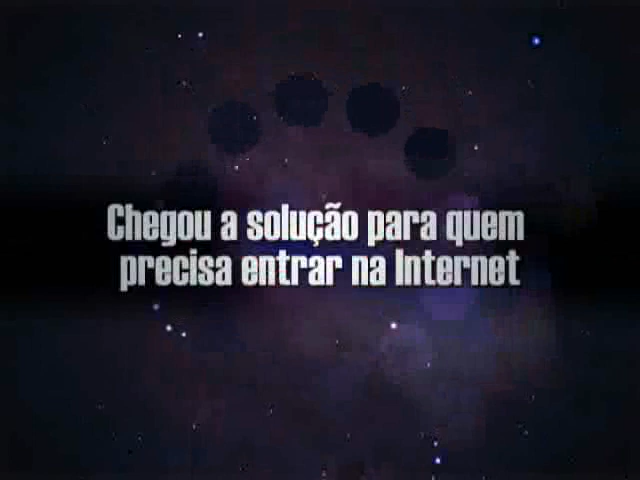 Chegou a solução para quem
precisa entrar na Internet